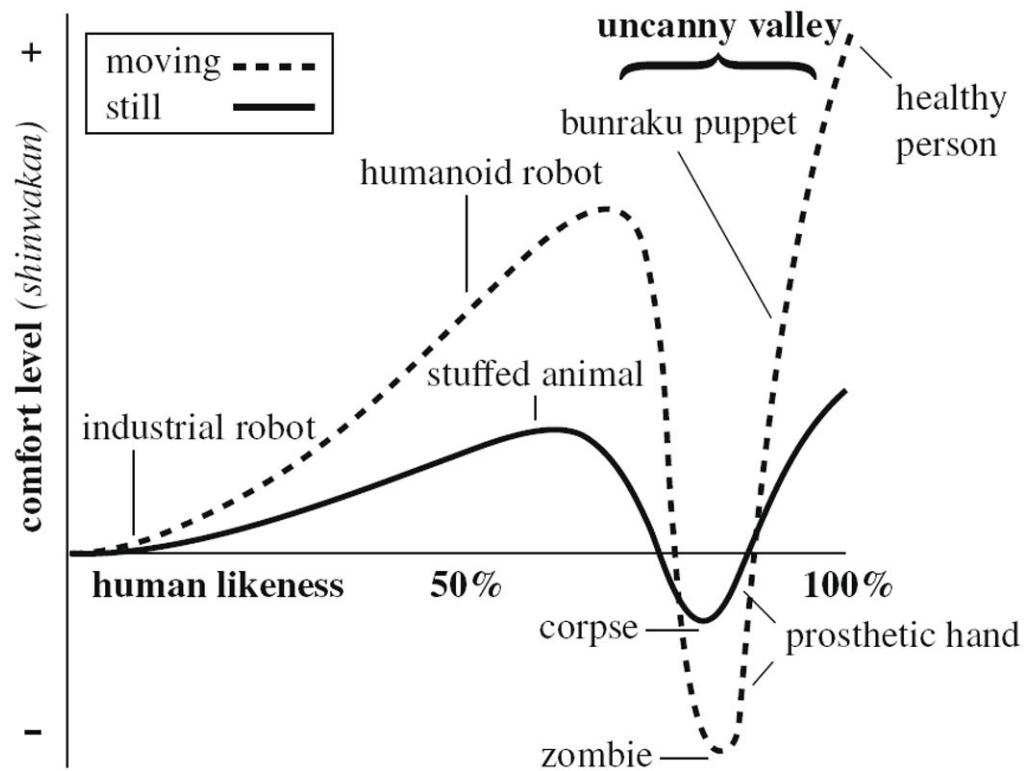 +
uncanny valley
moving
still
healthy
person
bunraku puppet
humanoid robot
stuffed animal
industrial robot
comfort level (shinwakan)
human likeness
50%
100%
corpse
prosthetic hand
–
zombie